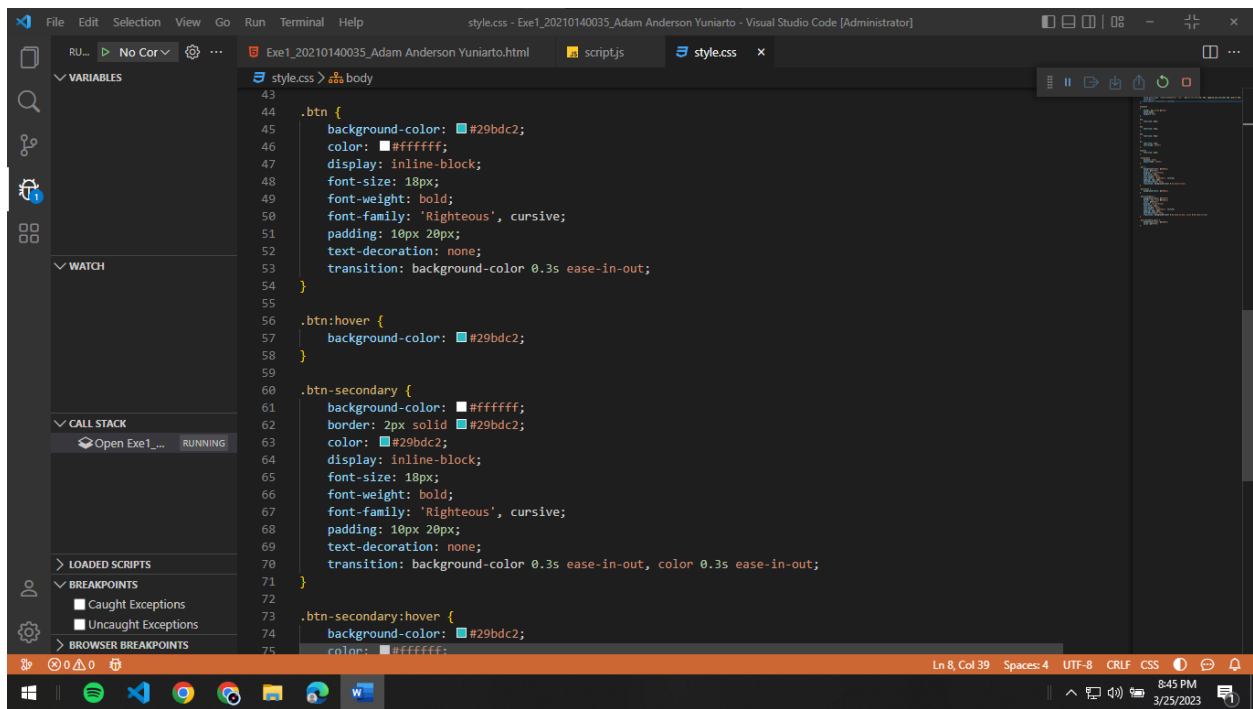 File Edit Selection View Go Run Terminal Help style.css - Exe1_20210140035_Adam Anderson Yuniarto - Visual Studio Code [Administrator]
RU... No Cor ... Exe1_20210140035_Adam Anderson Yuniarto.html script.js style.css × ...
VARIABLES
style.css > body
43
44 .btn {
45 background-color: #29bdc2;
46 color: #ffffff;
47 display: inline-block;
48 font-size: 18px;
49 font-weight: bold;
50 font-family: 'Righteous', cursive;
51 padding: 10px 20px;
52 text-decoration: none;
53 transition: background-color 0.3s ease-in-out;
54 }
55
56 .btn:hover {
57 background-color: #29bdc2;
58 }
59
60 .btn-secondary {
61 background-color: #ffffff;
62 border: 2px solid #29bdc2;
63 color: #29bdc2;
64 display: inline-block;
65 font-size: 18px;
66 font-weight: bold;
67 font-family: 'Righteous', cursive;
68 padding: 10px 20px;
69 text-decoration: none;
70 transition: background-color 0.3s ease-in-out, color 0.3s ease-in-out;
71 }
72
73 .btn-secondary:hover {
74 background-color: #29bdc2;
75 color: #ffffff;
1
WATCH
CALL STACK
Open Exe1_... RUNNING
LOADED SCRIPTS
BREAKPOINTS
Caught Exceptions
Uncaught Exceptions
BROWSER BREAKPOINTS
0 0 Ln 8, Col 39 Spaces: 4 UTF-8 CRLF CSS
8:45 PM
3/25/2023
1